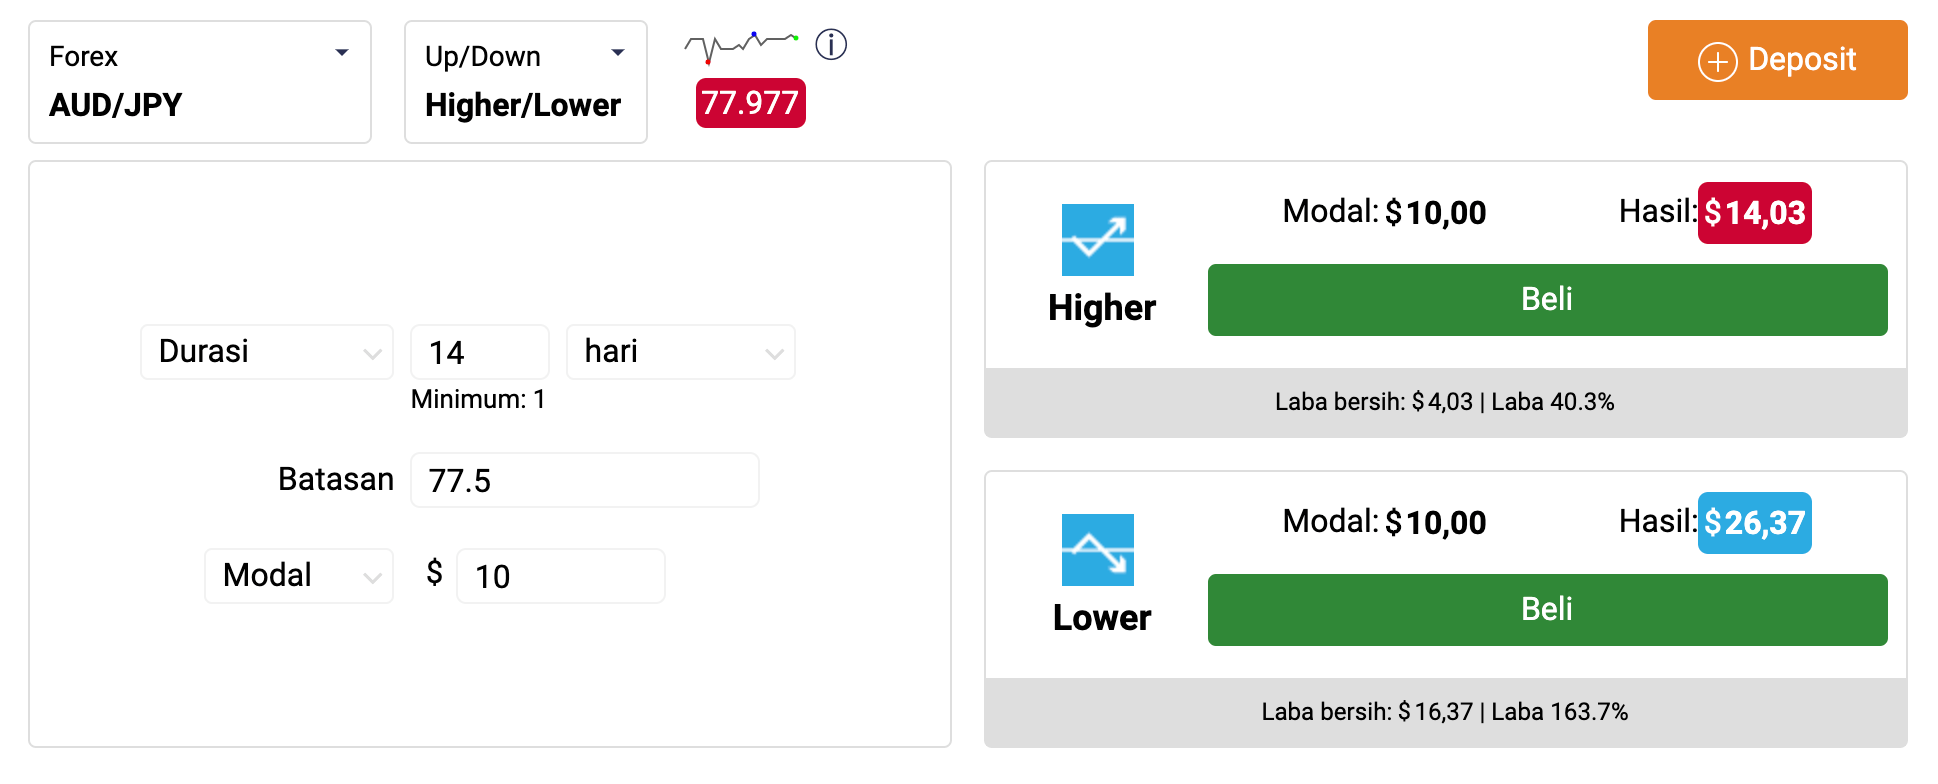 Forex
AUD/JPY
Up/Down
Higher/Lower
77.977
Deposit
Durasi
14
hari
Minimum: 1
Batasan
77.5
Modal
$
10
Modal: $ 10,00
Hasil: $ 14,03
Higher
Beli
Laba bersih: $ 4,03 | Laba 40.3%
Modal: $ 10,00
Hasil: $ 26,37
Lower
Beli
Laba bersih: $ 16,37 | Laba 163.7%